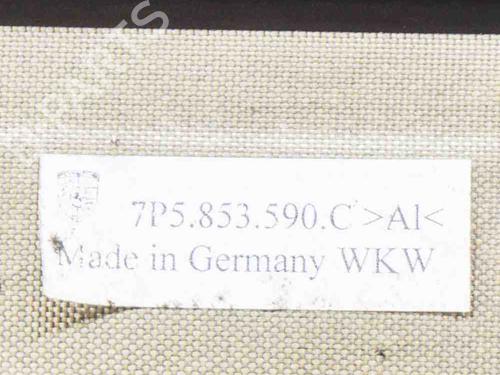 7P5.853.590.C >Al<
Made in Germany WKW